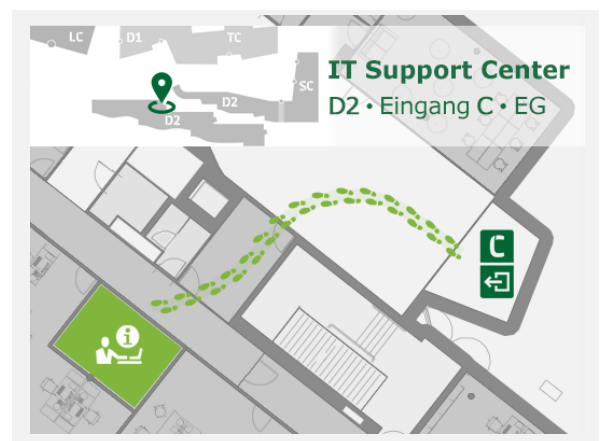 LC
D1
TC
IT Support Center
SC
D2
D2 • Eingang C • EG
D2
C
i